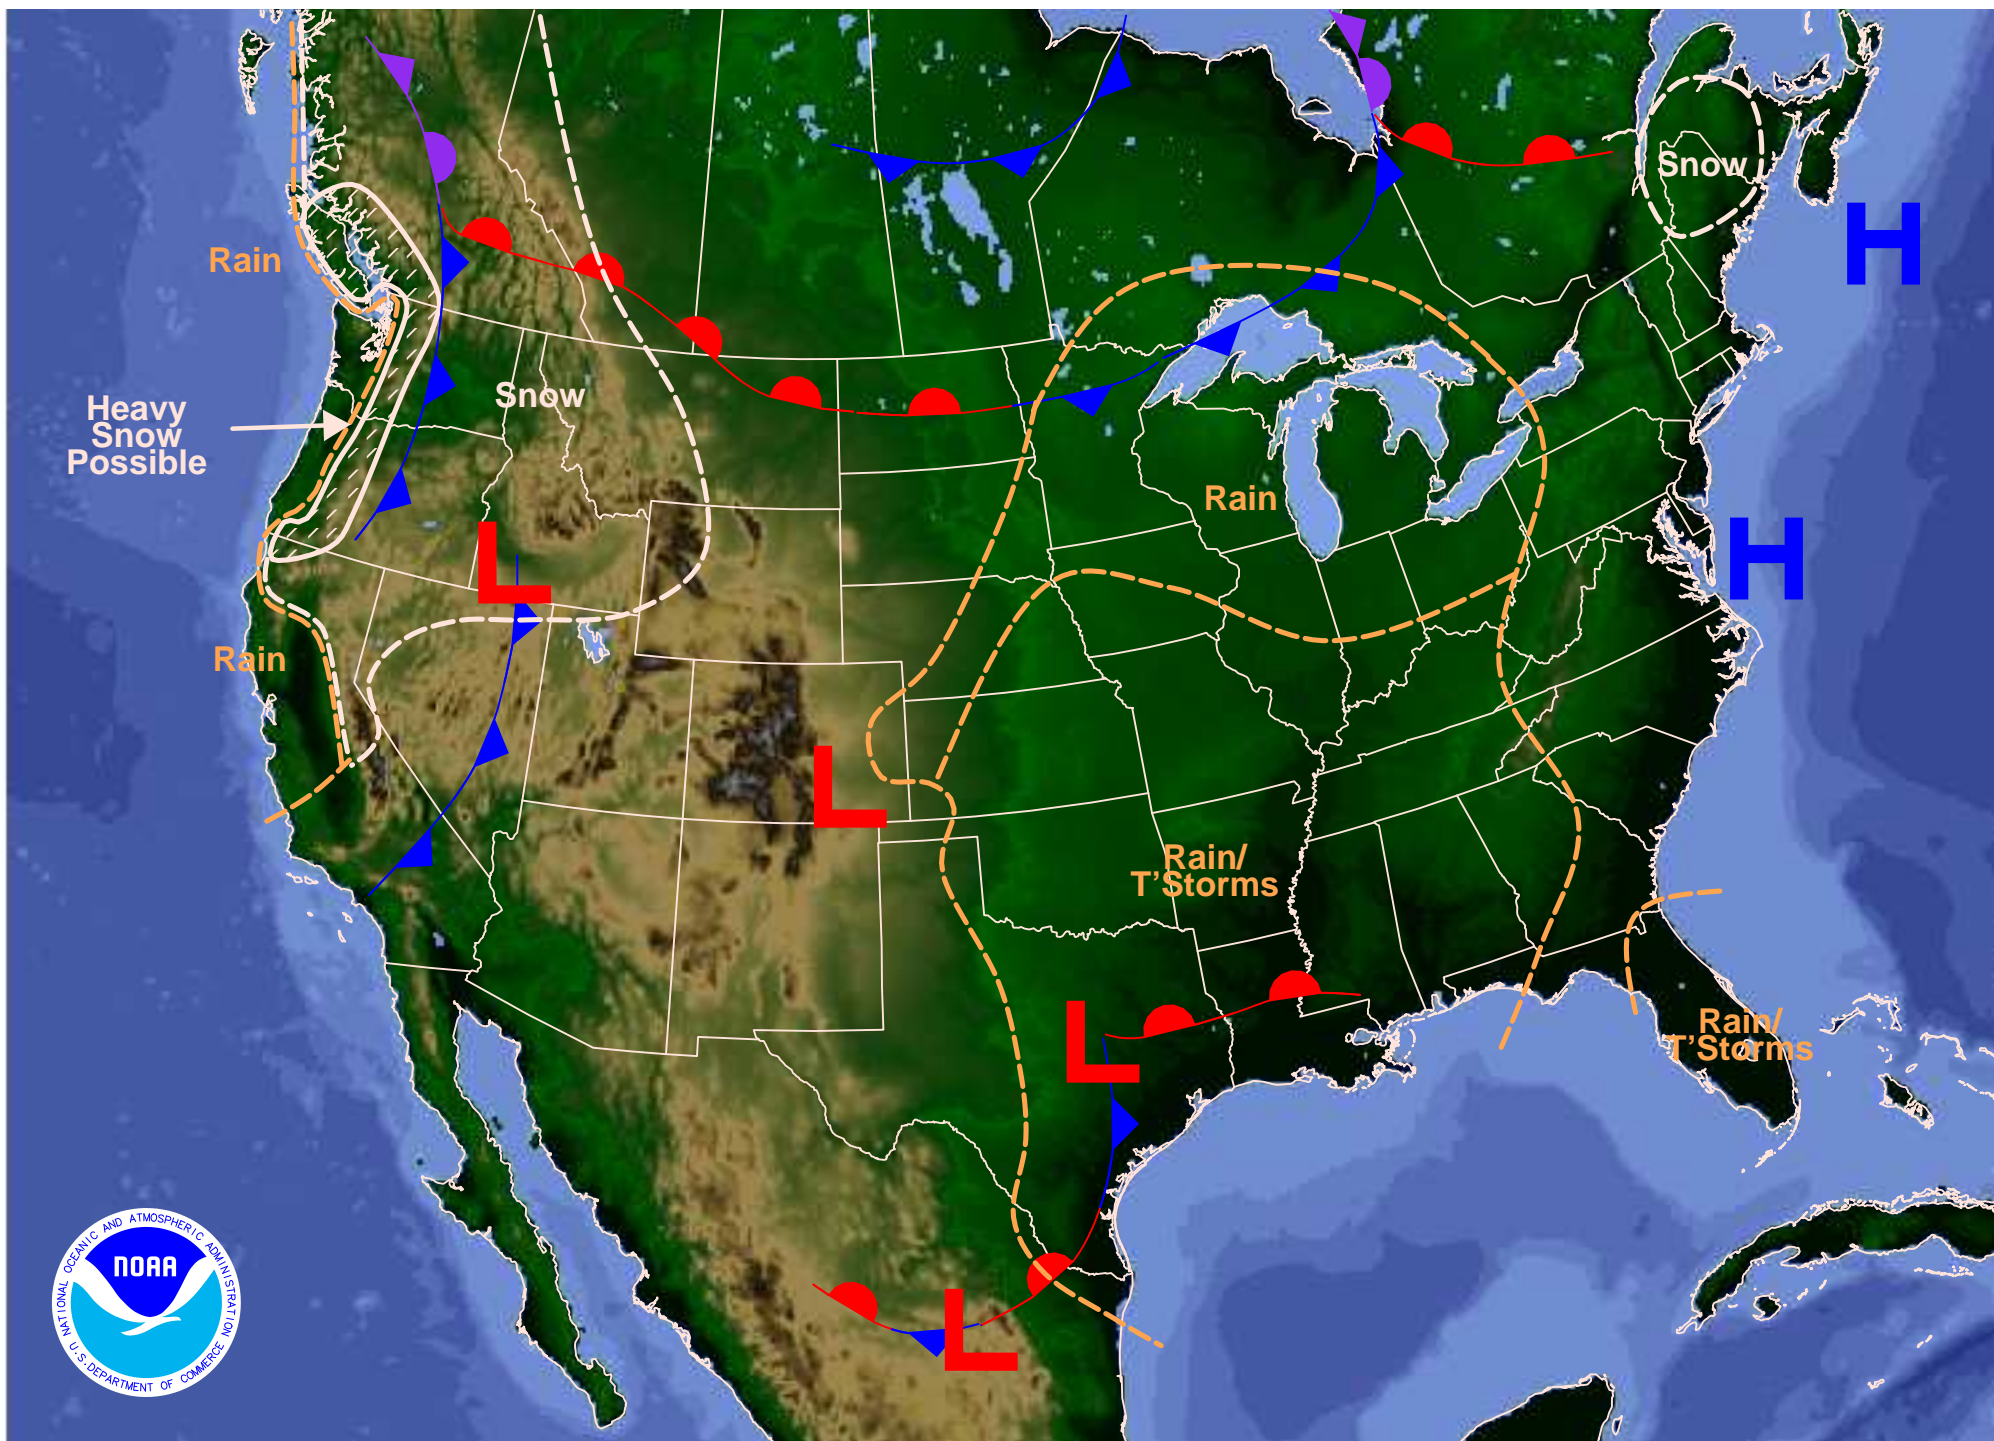 Snow
H
Rain
Snow
Heavy
Snow
Possible
Rain
L
H
Rain
L
Rain/
T'Storms
L
Rain/
T'Storms
L
NATIONAL OCEANIC AND ATMOSPHERIC ADMINISTRATION
NOAA
U.S. DEPARTMENT OF COMMERCE